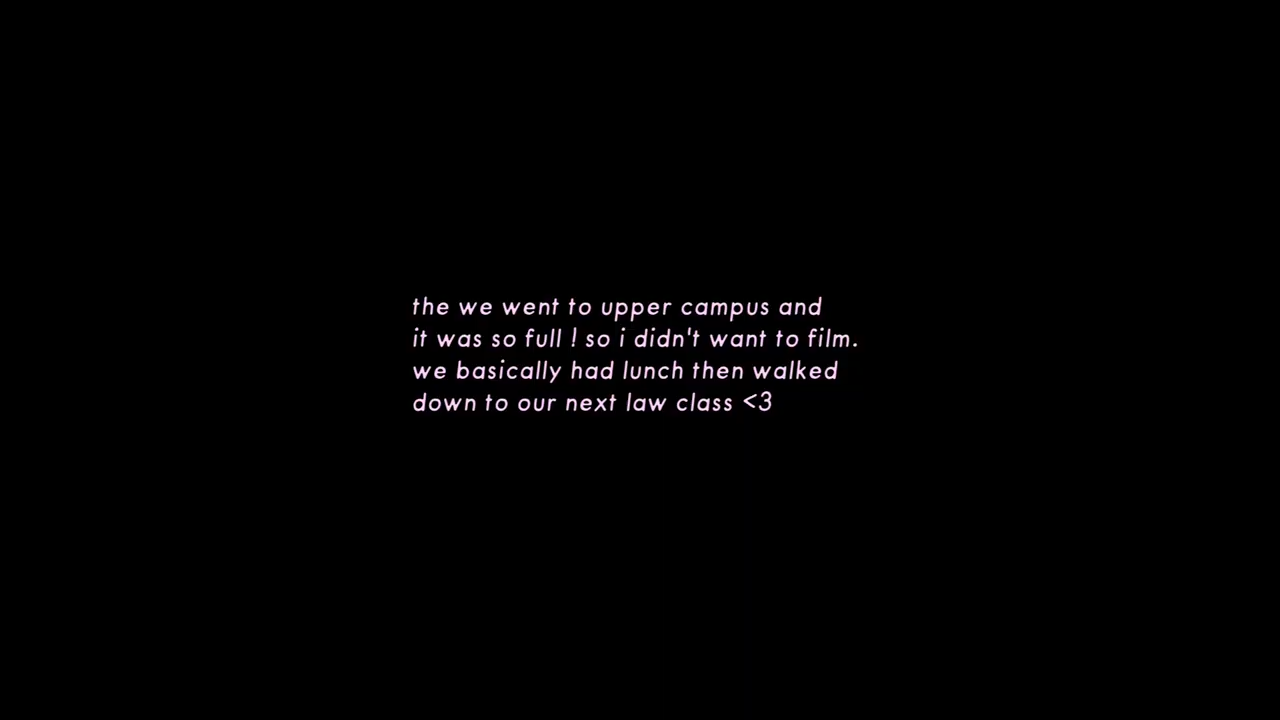 the we went to upper campus and
it was so full ! so i didn't want to film.
we basically had lunch then walked
down to our next law class <3